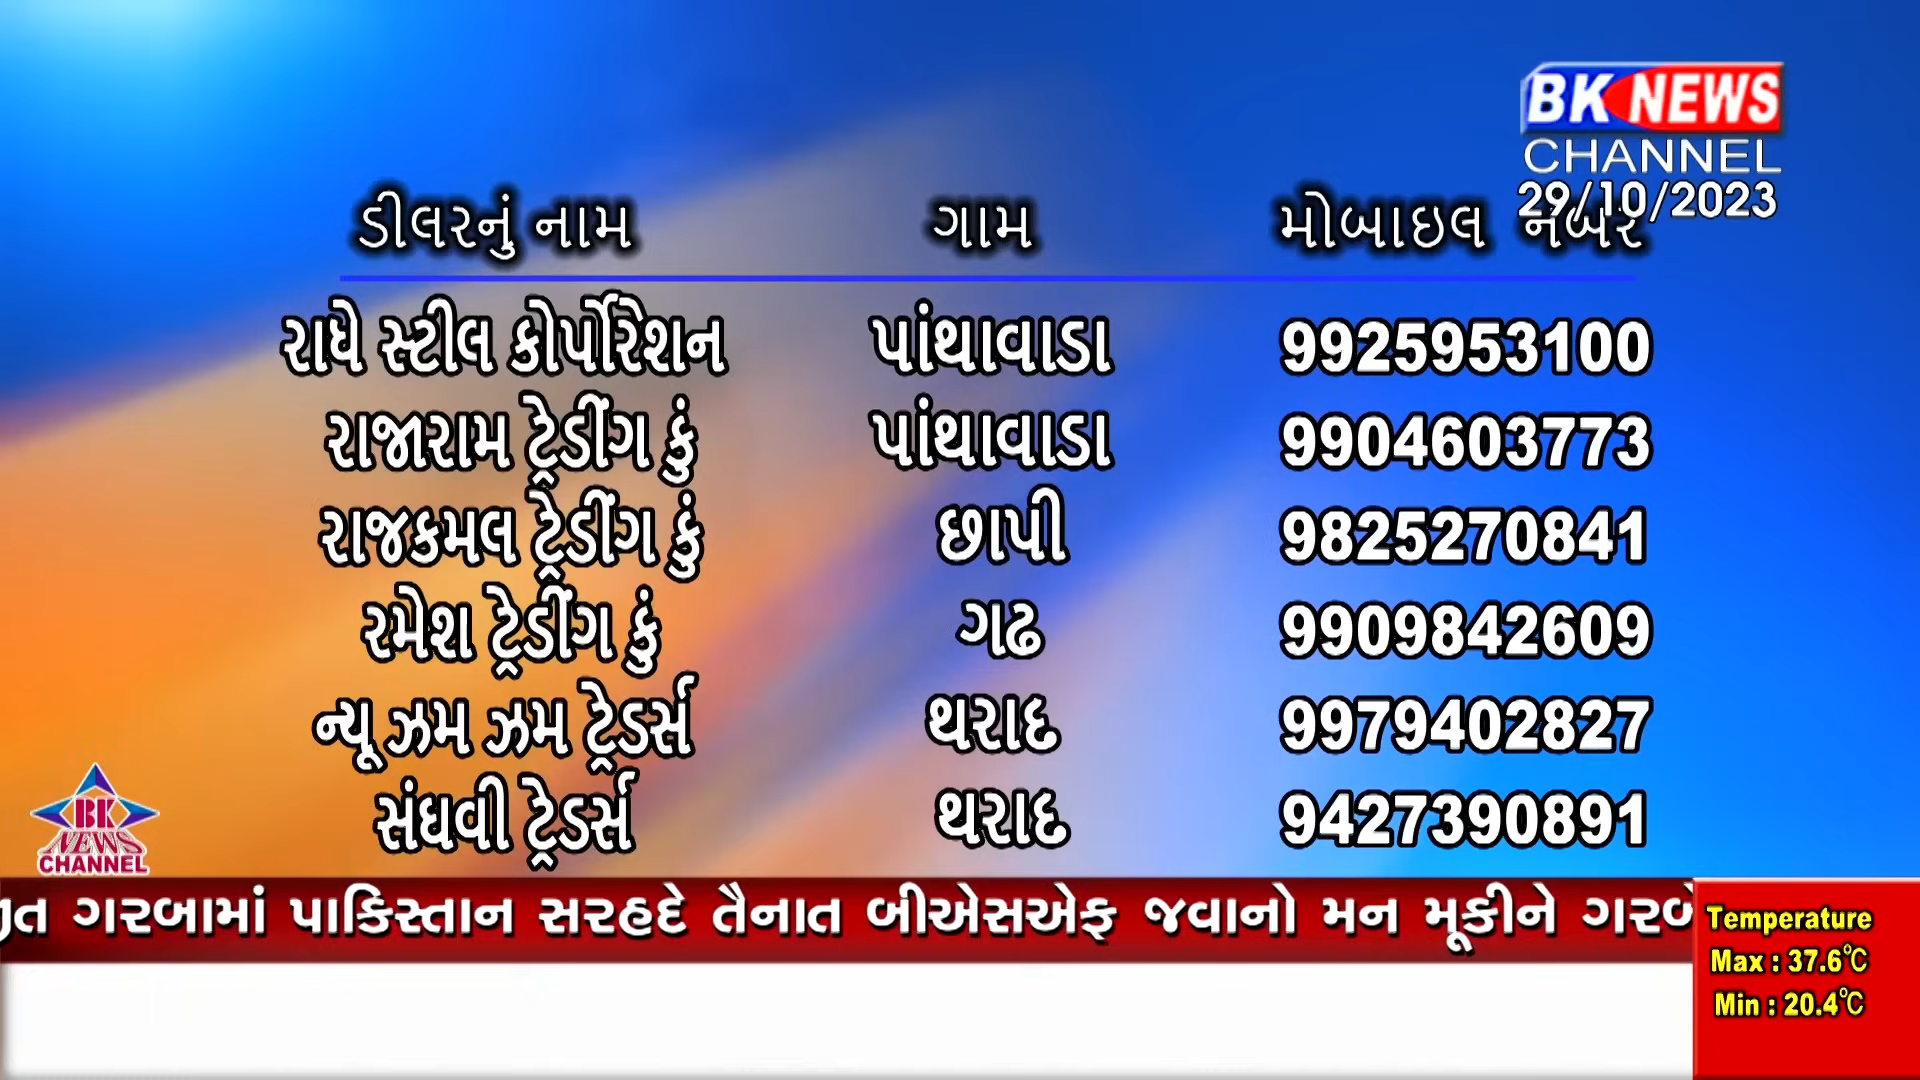 BK NEWS
CHANNEL
29/10/2023
ડીલરનું નામ ગામ મોબાઇલ નંબર
રાધે સ્ટીલ કોર્પોરેશન પાંથાવાડા 9925953100
રાજારામ ટ્રેડીંગ કું પાંથાવાડા 9904603773
રાજકમલ ટ્રેડીંગ કું છાપી 9825270841
રમેશ ટ્રેડીંગ કું ગઢ 9909842609
ન્યૂ ઝમ ઝમ ટ્રેડર્સ થરાદ 9979402827
સંઘવી ટ્રેડર્સ થરાદ 9427390891
BK
NEWS
CHANNEL
ગરબામાં પાકિસ્તાન સરહદે તૈનાત બીએસએફ જવાનો મન મૂકીને
Temperature
Max : 37.6°C
Min : 20.4°C